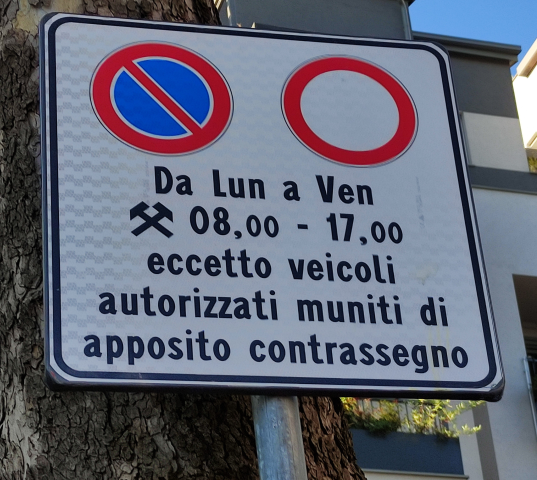 Da Lun a Ven
08,00 - 17,00
eccetto veicoli
autorizzati muniti di
apposito contrassegno